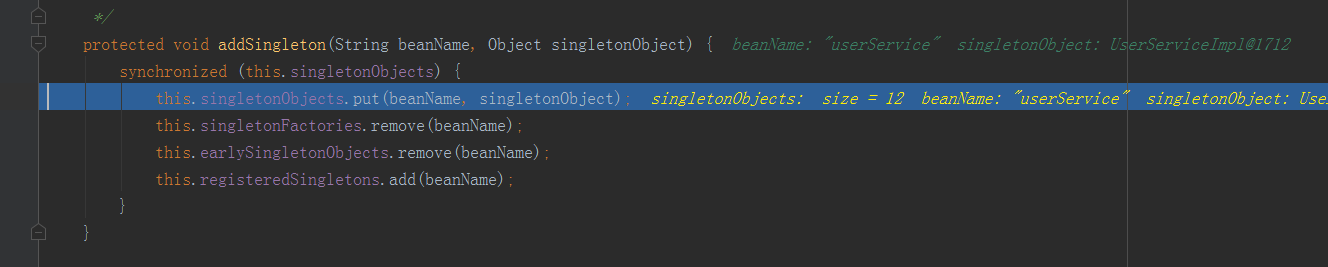 */
protected void addSingleton(String beanName, Object singletonObject) { beanName: "userService" singletonObject: UserServiceImpl@1712
synchronized (this.singletonObjects) {
this.singletonObjects.put(beanName, singletonObject); singletonObjects: size = 12 beanName: "userService" singletonObject: Use
this.singletonFactories.remove(beanName);
this.earlySingletonObjects.remove(beanName);
this.registeredSingletons.add(beanName);
}
}